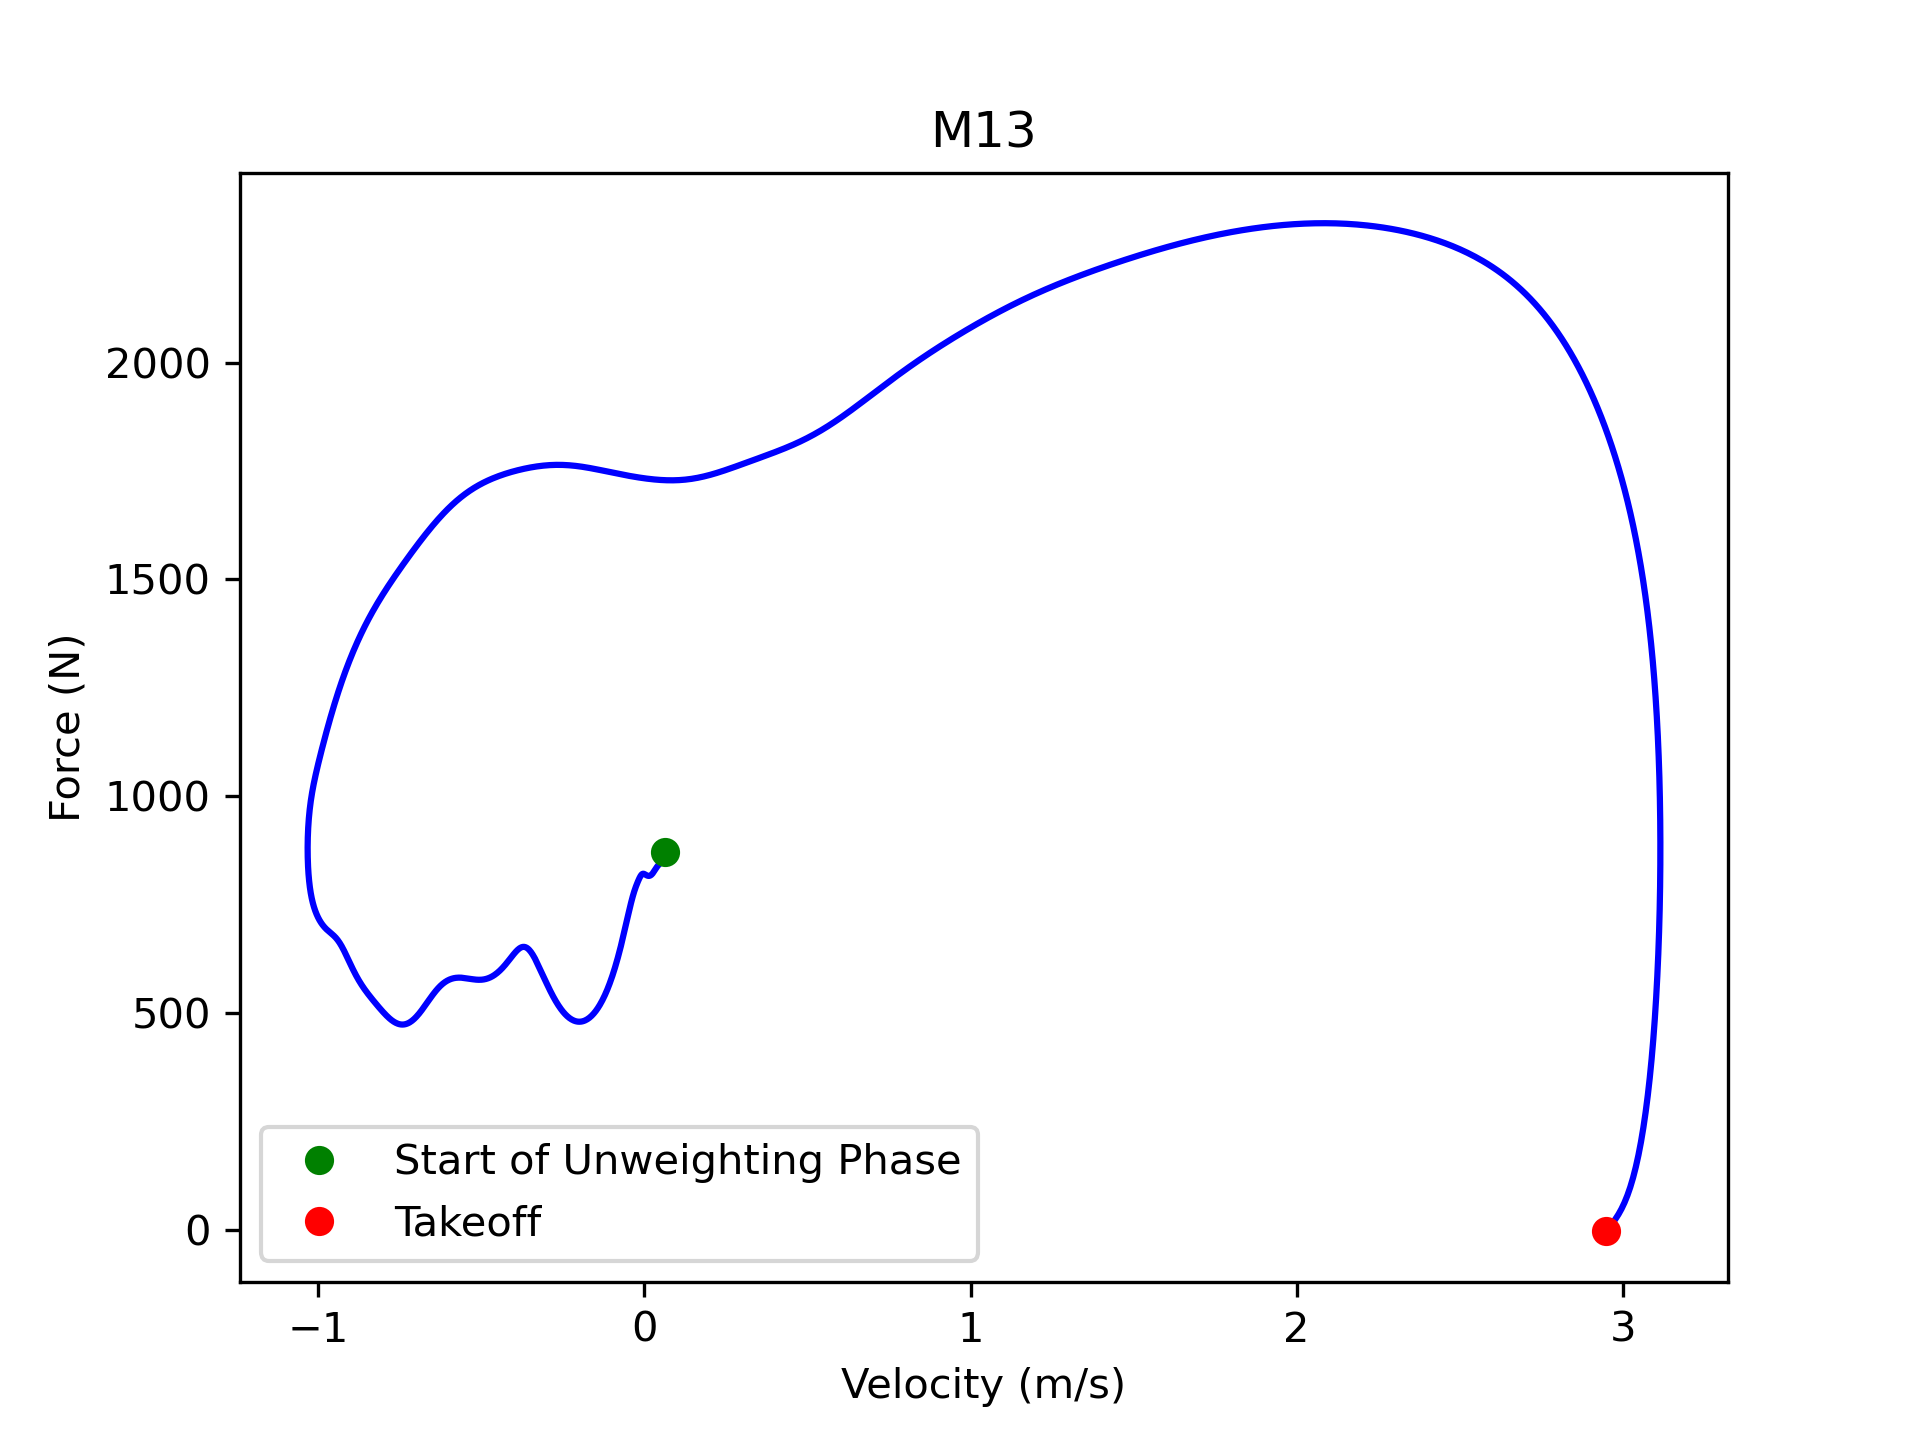 M13
Force (N)
2000
1500
1000
500
0
Start of Unweighting Phase
Takeoff
−1 0 1 2 3
Velocity (m/s)